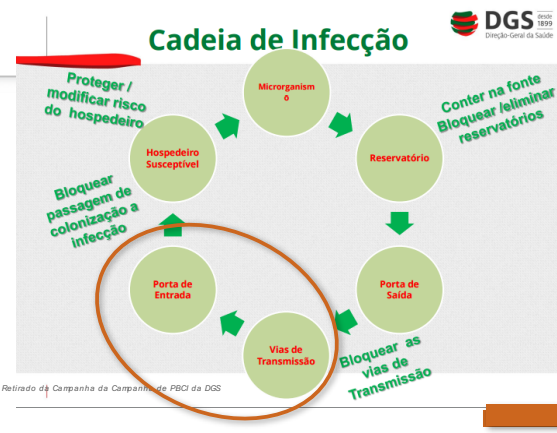 Cadeia de Infecção
DGS desde
1899
Direção-Geral da Saúde
Proteger /
modificar risco
do hospedeiro
Microrganism
o
Conter na fonte
Bloquear /eliminar
reservatórios
Hospedeiro
Susceptível
Reservatório
Bloquear
passagem de
colonização a
infecção
Porta de
Entrada
Porta de
Saída
Vias de
Transmissão
Bloquear as
vias de
Transmissão
Retirado da Campanha da Campanha de PBCI da DGS